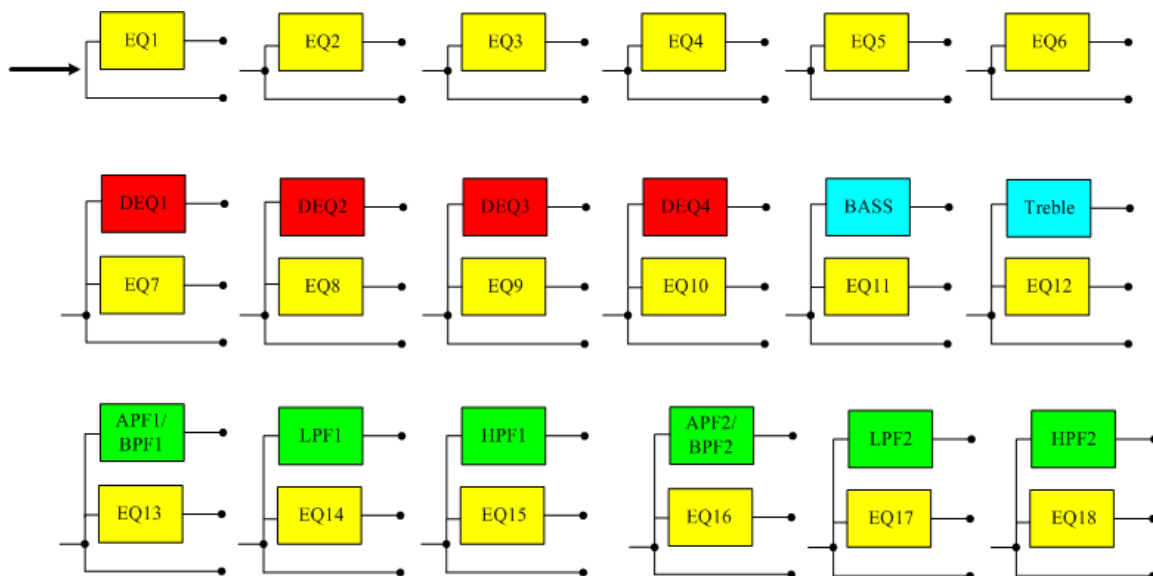 EQ1 EQ2 EQ3 EQ4 EQ5 EQ6
DEQ1 DEQ2 DEQ3 DEQ4 BASS Treble
EQ7 EQ8 EQ9 EQ10 EQ11 EQ12
APF1/
BPF1
LPF1 HPF1
APF2/
BPF2
LPF2 HPF2
EQ13 EQ14 EQ15 EQ16 EQ17 EQ18